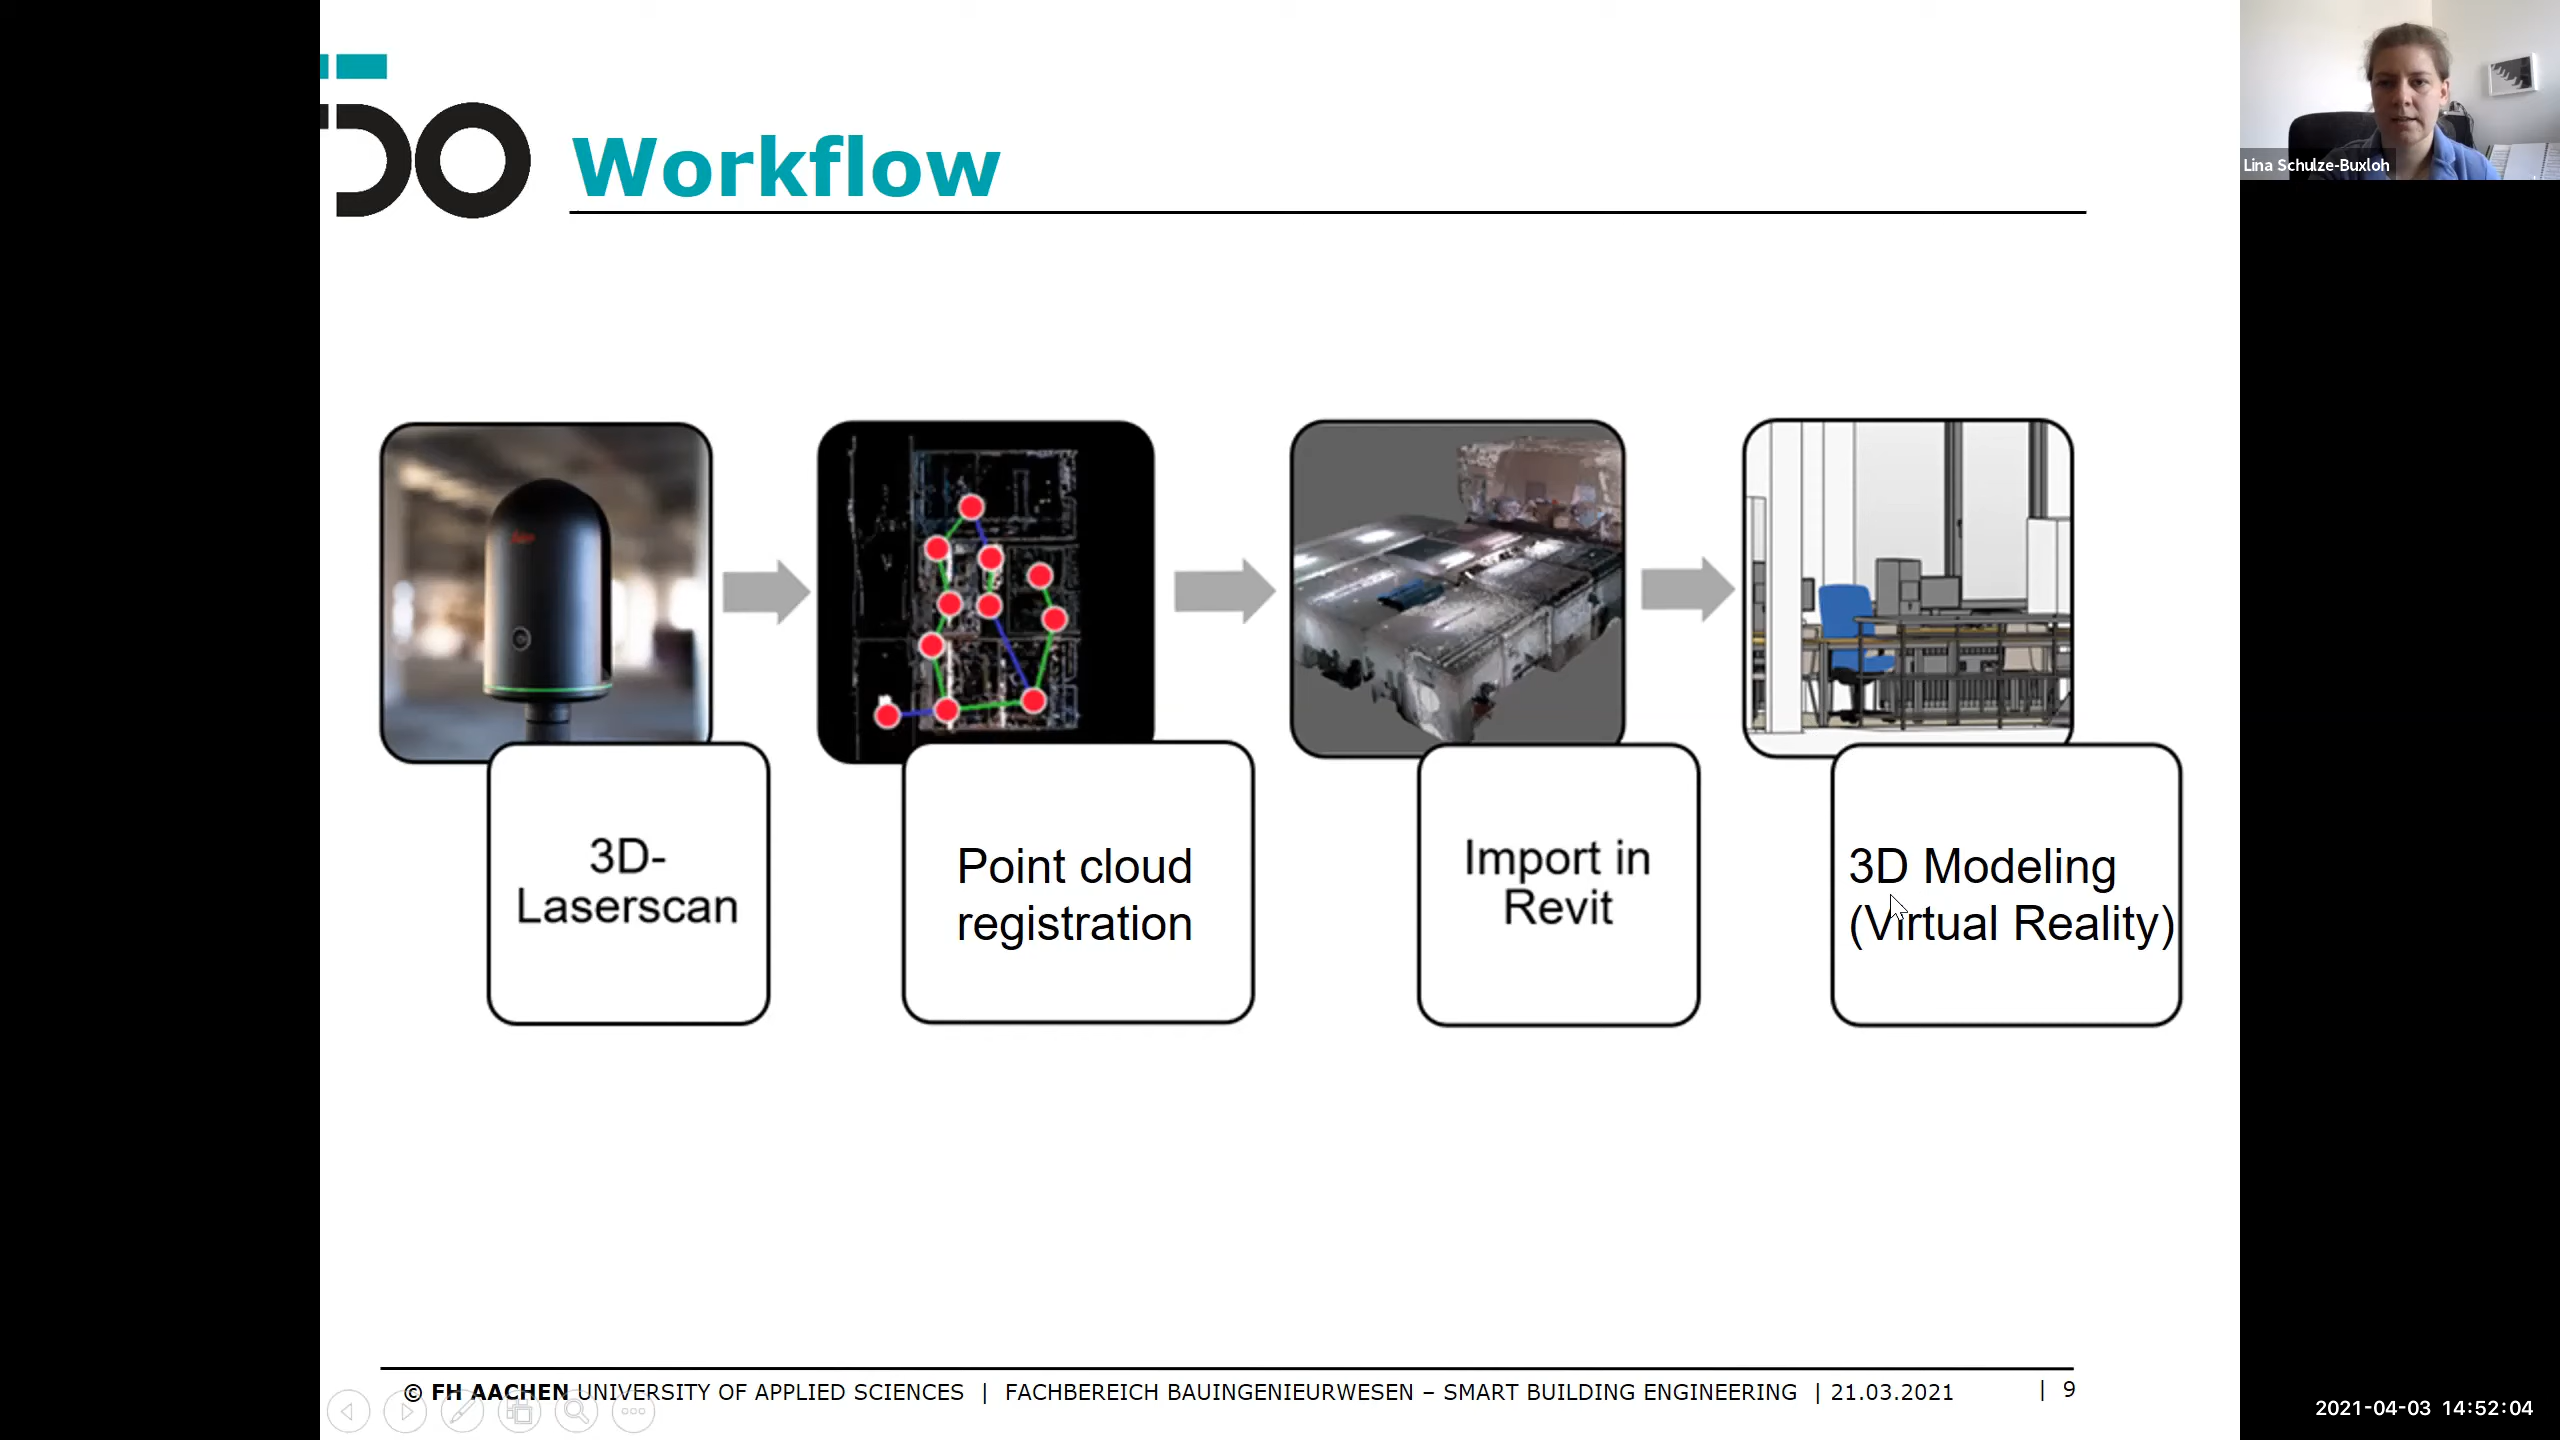 Lina Schulze-Buxloh
Workflow
3D-
Laserscan
Point cloud
registration
Import in
Revit
3D Modeling
(Virtual Reality)
© FH AACHEN UNIVERSITY OF APPLIED SCIENCES | FACHBEREICH BAUINGENIEURWESEN – SMART BUILDING ENGINEERING | 21.03.2021 | 9
2021-04-03 14:52:04